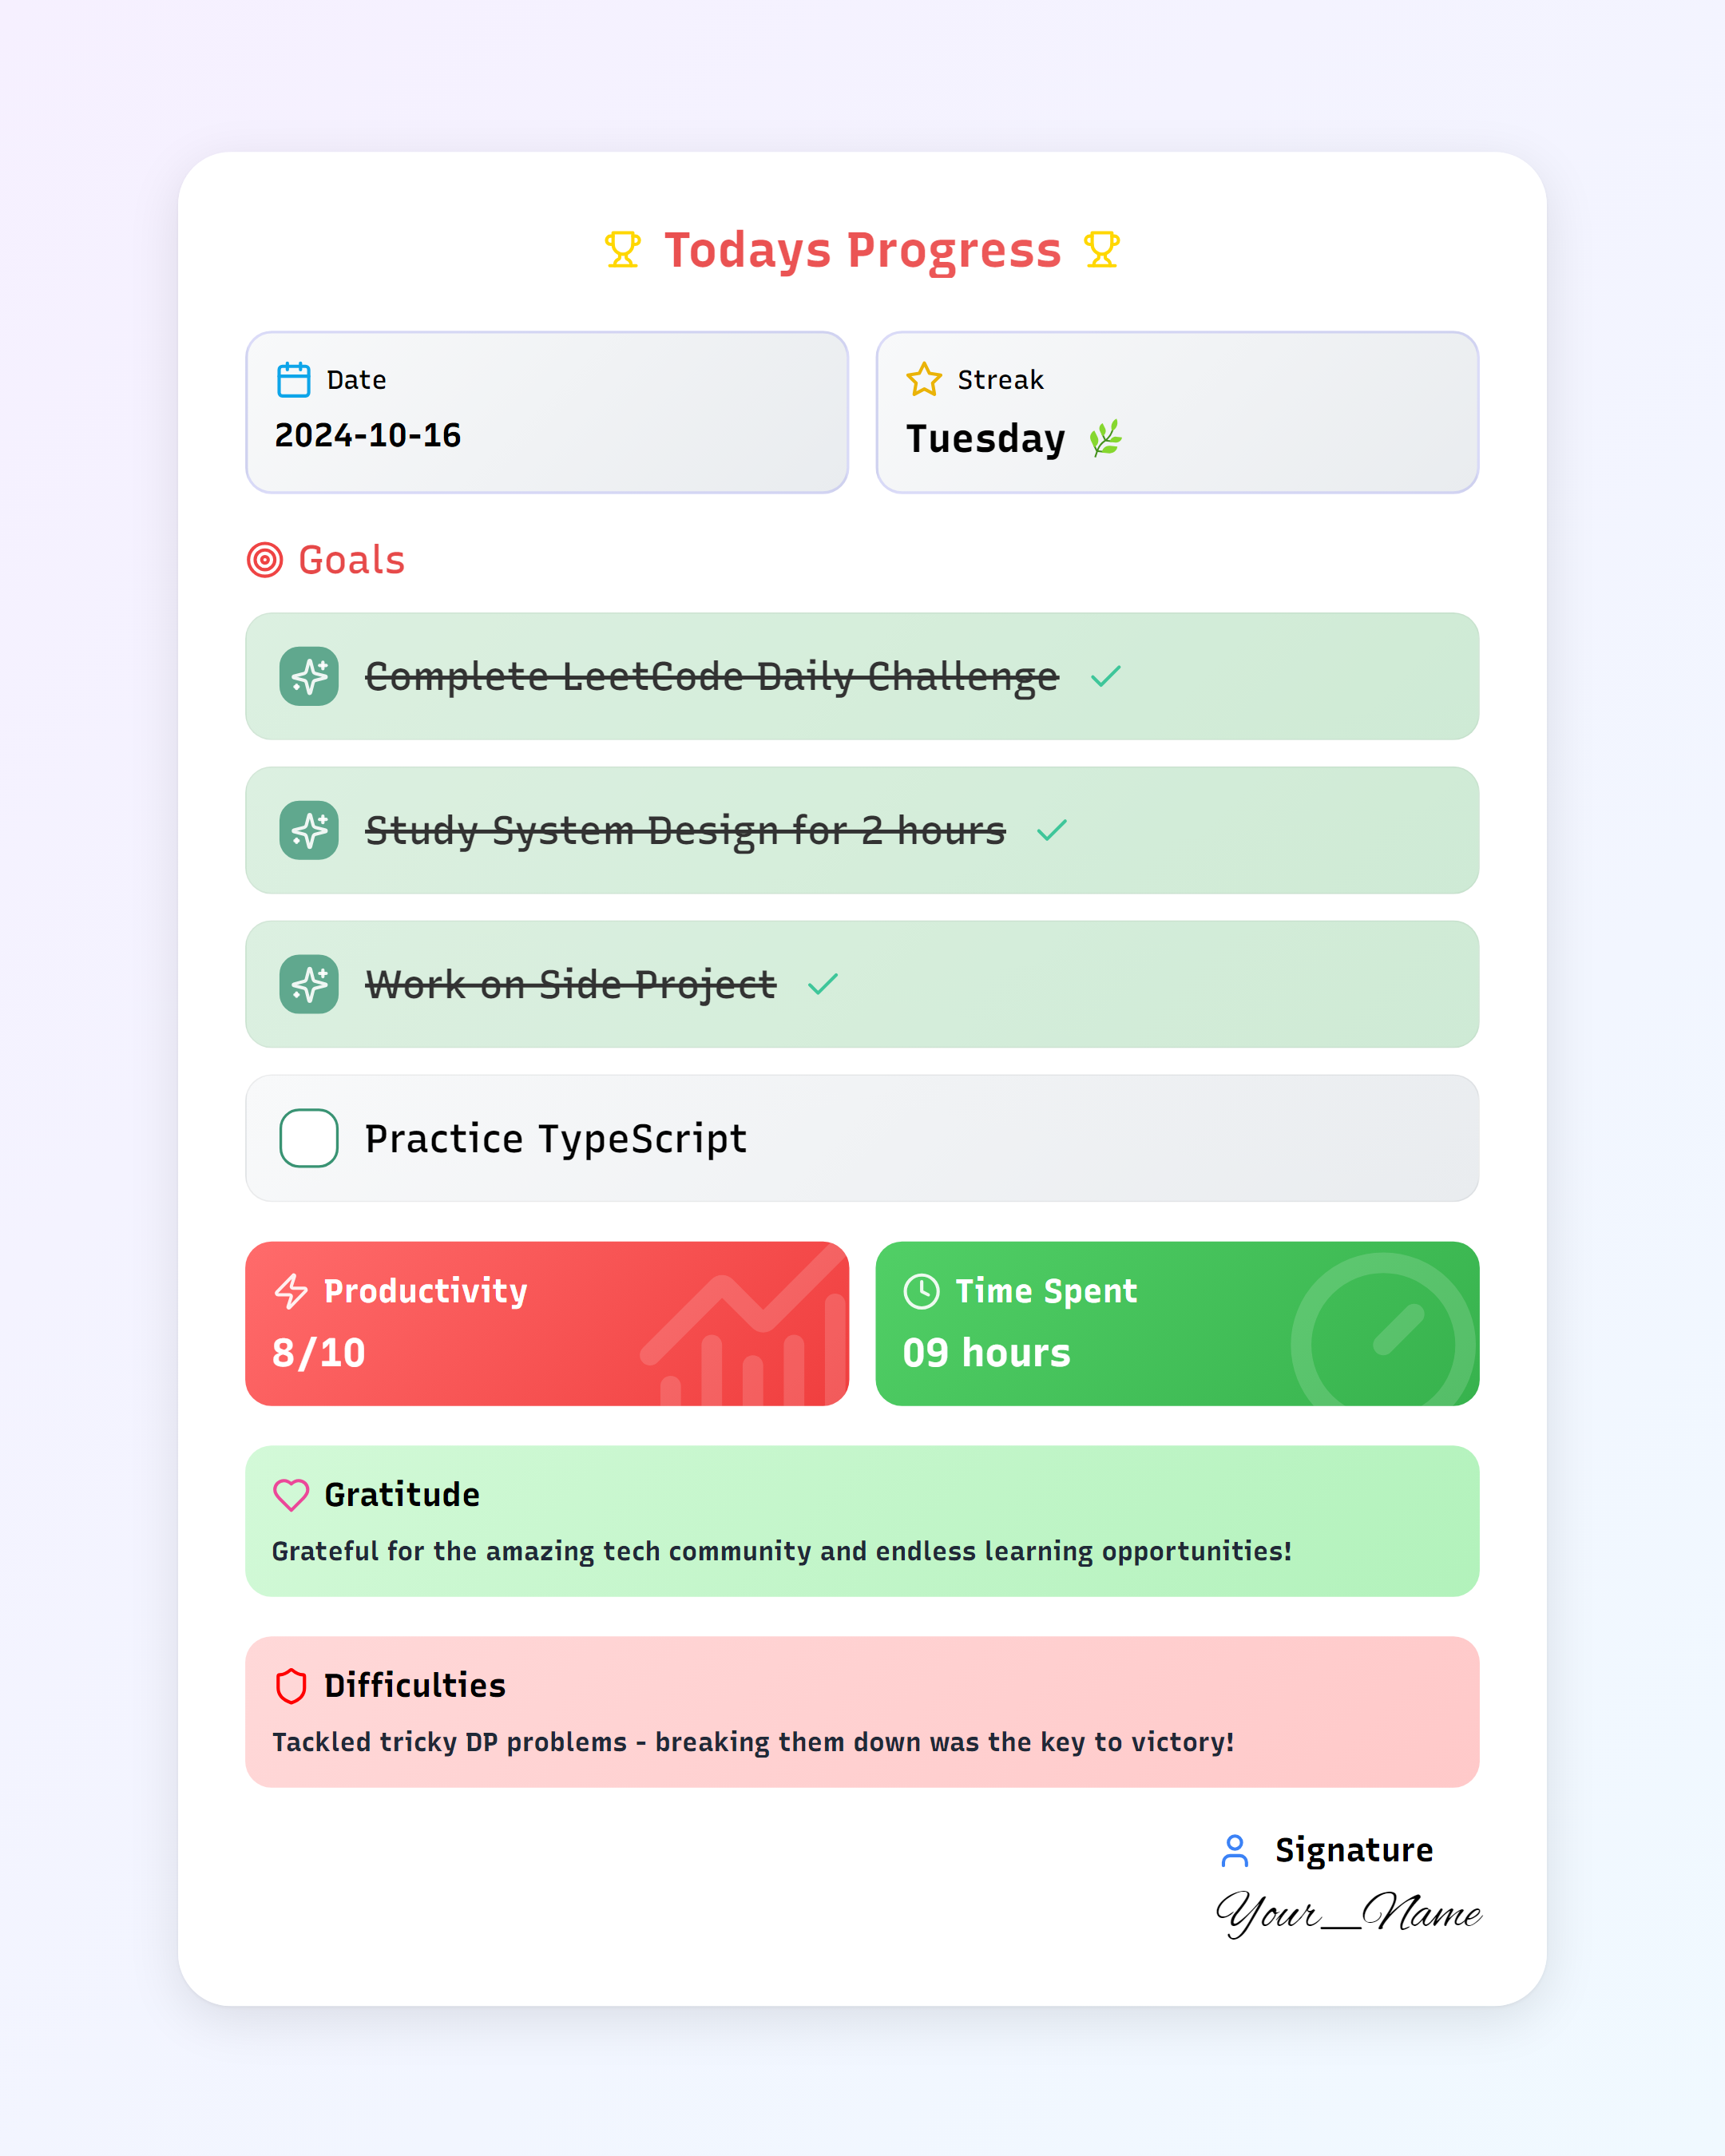 Todays Progress
Date
2024-10-16
Streak
Tuesday 🌿
Goals
Complete LeetCode Daily Challenge
Study System Design for 2 hours
Work on Side Project
Practice TypeScript
Productivity
8/10
Time Spent
09 hours
Gratitude
Grateful for the amazing tech community and endless learning opportunities!
Difficulties
Tackled tricky DP problems - breaking them down was the key to victory!
Signature
Your__Name